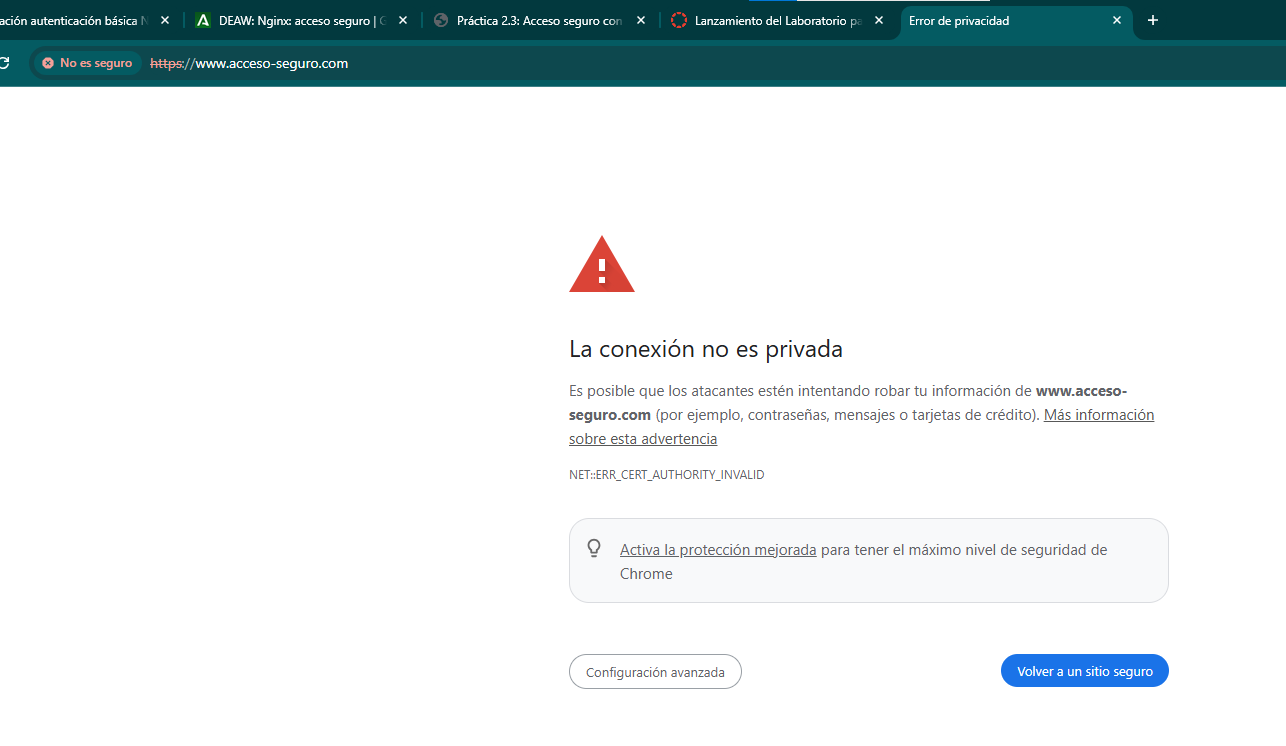 ación autenticación básica N
DEAW: Nginx: acceso seguro | G
Práctica 2.3: Acceso seguro con
Lanzamiento del Laboratorio pa
Error de privacidad
No es seguro
https://www.acceso-seguro.com
La conexión no es privada
Es posible que los atacantes estén intentando robar tu información de www.acceso-
seguro.com (por ejemplo, contraseñas, mensajes o tarjetas de crédito). Más información
sobre esta advertencia
NET::ERR_CERT_AUTHORITY_INVALID
Activa la protección mejorada para tener el máximo nivel de seguridad de
Chrome
Configuración avanzada
Volver a un sitio seguro